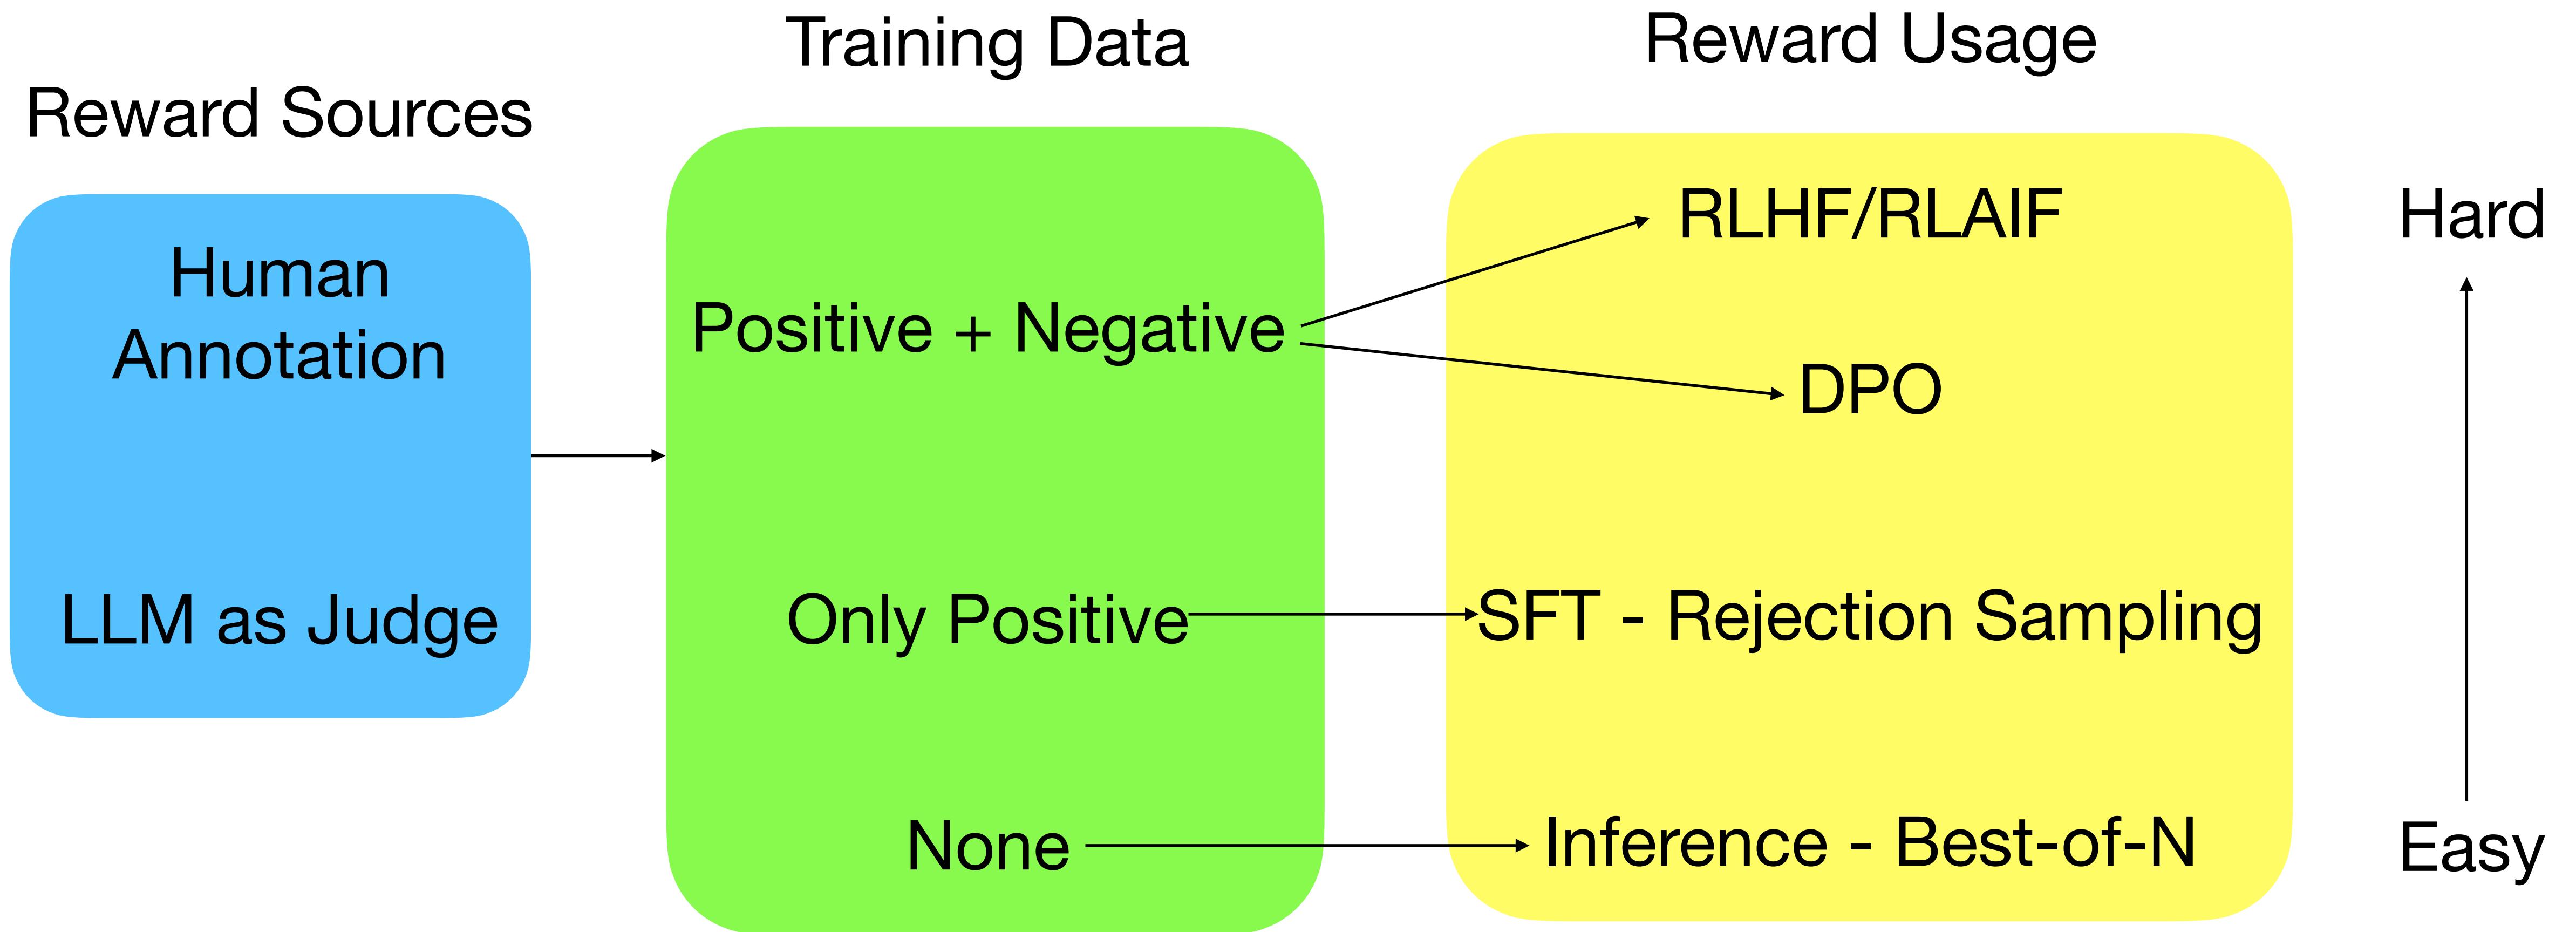 Reward Sources
Human
Annotation
LLM as Judge
Training Data
Positive + Negative
Only Positive
None
Reward Usage
RLHF/RLAIF
DPO
SFT - Rejection Sampling
Inference - Best-of-N
Hard
Easy